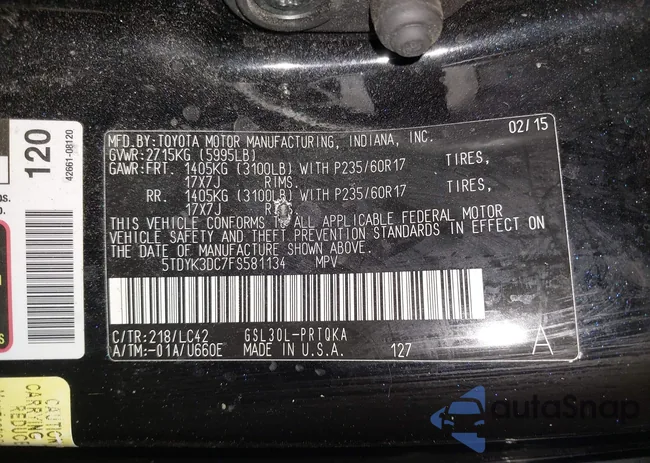 120
42661-08120
MFD.BY:TOYOTA MOTOR MANUFACTURING, INDIANA, INC. 02/15
GVWR:2715KG (5995LB)
GAWR:FRT. 1405KG (3100LB) WITH P235/60R17 TIRES,
17X7J RIMS.
RR. 1405KG (3100LB) WITH P235/60R17 TIRES,
17X7J
THIS VEHICLE CONFORMS TO ALL APPLICABLE FEDERAL MOTOR
VEHICLE SAFETY AND THEFT PREVENTION STANDARDS IN EFFECT ON
THE DATE OF MANUFACTURE SHOWN ABOVE.
5TDYK3DC7FS581134 MPV
C/TR:218/LC42 GSL30L-PRTQKA
A/TM:-01A/U660E MADE IN U.S.A. 127 A
CAUTION
CARRYING
REDUCE
autoSnap